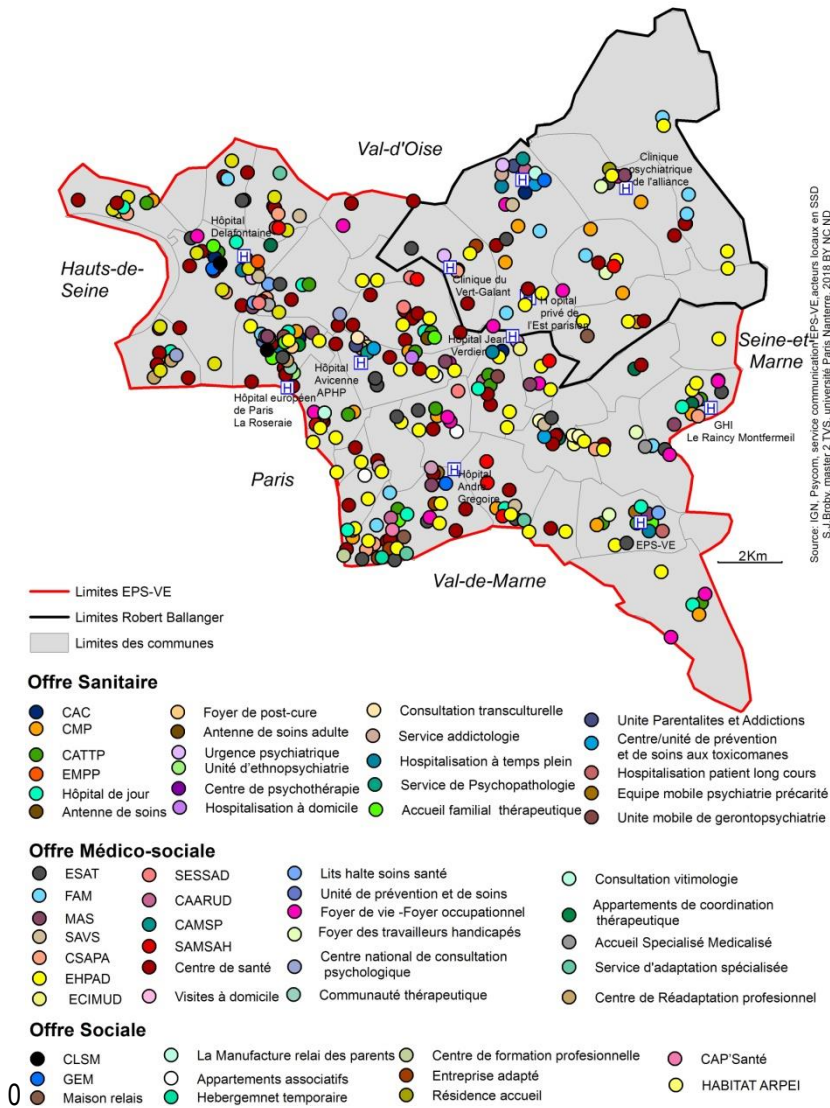 Val-d'Oise
Clinique
psychiatrique
de l'alliance
Hôpital
Delafontaine
Hauts-de-
Seine
Clinique du
Vert-Galant
Hôpital
privé de
l'Est parisien
Hôpital Jean
Verdier
Seine-et-
Marne
Hôpital
Avicenne
APHP
Hôpital européen
de Paris
La Roseraie
GHI
Le Raincy Montfermeil
Paris
Hôpital
André
Grégoire
EPS-VE
2Km
Val-de-Marne
Source: IGN, Psycom, service communication EPS-VE, acteurs locaux en SSD
S.J.Broby, master 2 TVS, université Paris Nanterre, 2018 BY NC ND
Limites EPS-VE
Limites Robert Ballanger
Limites des communes
Offre Sanitaire
CAC
CMP
CATTP
EMPP
Hôpital de jour
Antenne de soins
Foyer de post-cure
Antenne de soins adulte
Urgence psychiatrique
Unité d'ethnopsychiatrie
Centre de psychothérapie
Hospitalisation à domicile
Consultation transculturelle
Service addictologie
Hospitalisation à temps plein
Service de Psychopathologie
Accueil familial thérapeutique
Unite Parentalites et Addictions
Centre/unité de prévention
et de soins aux toxicomanes
Hospitalisation patient long cours
Equipe mobile psychiatrie précarité
Unite mobile de gerontopsychiatrie
Offre Médico-sociale
ESAT
FAM
MAS
SAVS
CSAPA
EHPAD
ECIMUD
SESSAD
CAARUD
CAMSP
SAMSAH
Centre de santé
Visites à domicile
Lits halte soins santé
Unité de prévention et de soins
Foyer de vie -Foyer occupationnel
Foyer des travailleurs handicapés
Centre national de consultation
psychologique
Communauté thérapeutique
Consultation vitimologie
Appartements de coordination
thérapeutique
Accueil Specialisé Medicalisé
Service d'adaptation spécialisée
Centre de Réadaptation profesionnel
Offre Sociale
CLSM
GEM
0
Maison relais
La Manufacture relai des parents
Appartements associatifs
Hebergemnet temporaire
Centre de formation profesionnelle
Entreprise adapté
Résidence accueil
CAP'Santé
HABITAT ARPEI